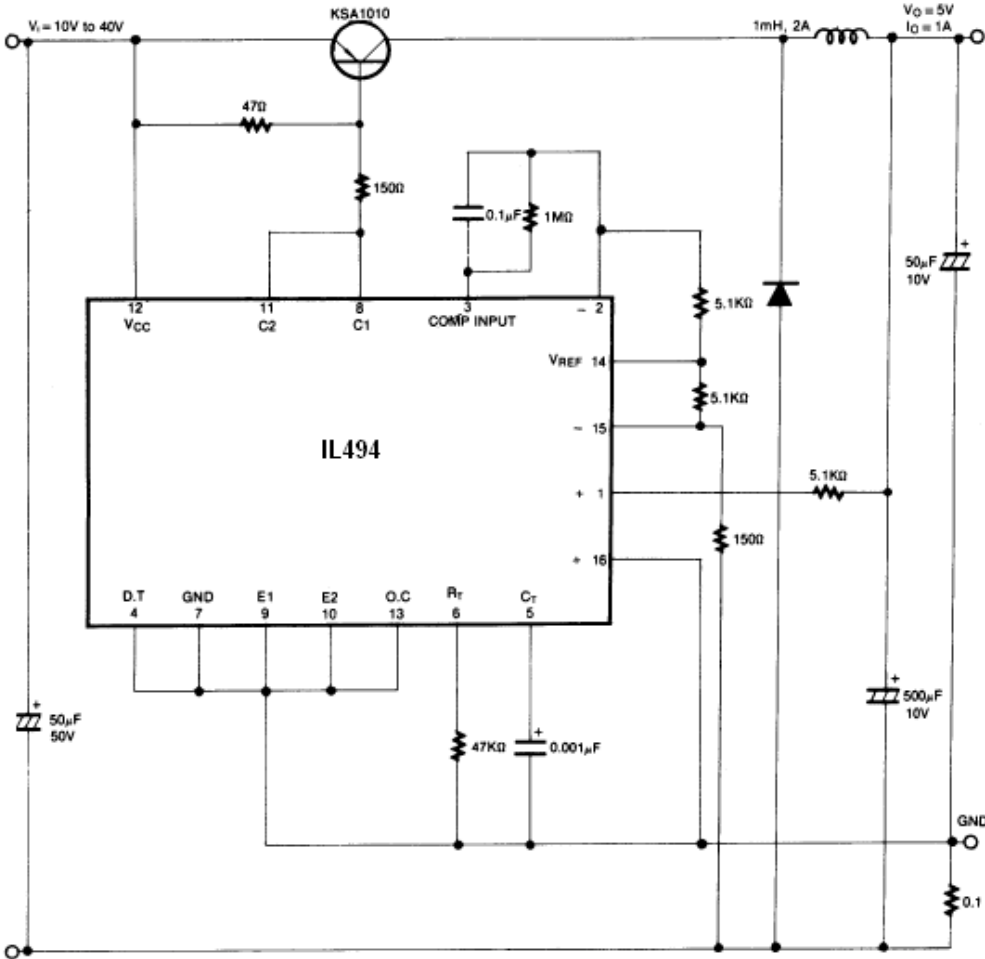 KSA1010
Vı = 10V to 40V
1mH, 2A
VO = 5V
IO = 1A
47Ω
150Ω
0.1µF
1MΩ
50µF
10V
5.1KΩ
12
11
8
3
2
VCC
C2
C1
COMP INPUT
−
VREF 14
5.1KΩ
− 15
IL494
5.1KΩ
+ 1
150Ω
+ 16
D.T
GND
E1
E2
O.C
RT
CT
4
7
9
10
13
6
5
+
500µF
10V
+
50µF
50V
47KΩ
+
0.001µF
+
GND
0.1